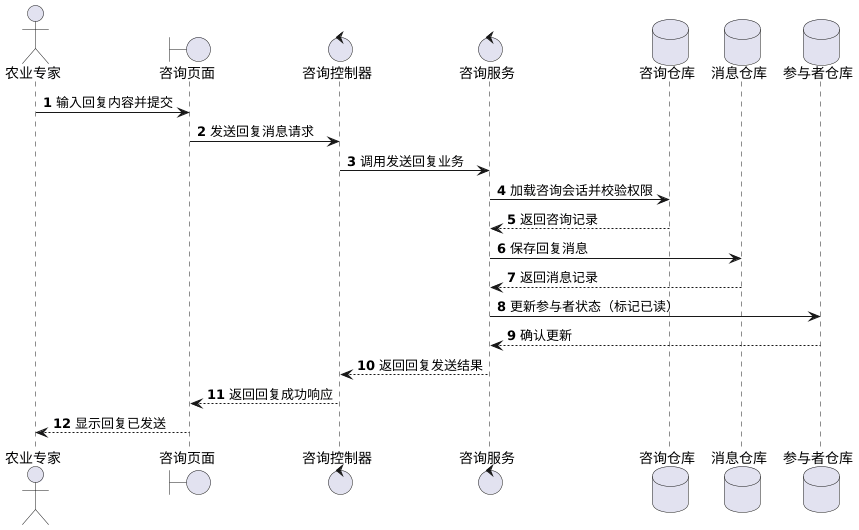 农业专家
咨询页面
咨询控制器
咨询服务
咨询仓库
消息仓库
参与者仓库
1 输入回复内容并提交
2 发送回复消息请求
3 调用发送回复业务
4 加载咨询会话并校验权限
5 返回咨询记录
6 保存回复消息
7 返回消息记录
8 更新参与者状态（标记已读）
9 确认更新
10 返回回复发送结果
11 返回回复成功响应
12 显示回复已发送
农业专家
咨询页面
咨询控制器
咨询服务
咨询仓库
消息仓库
参与者仓库